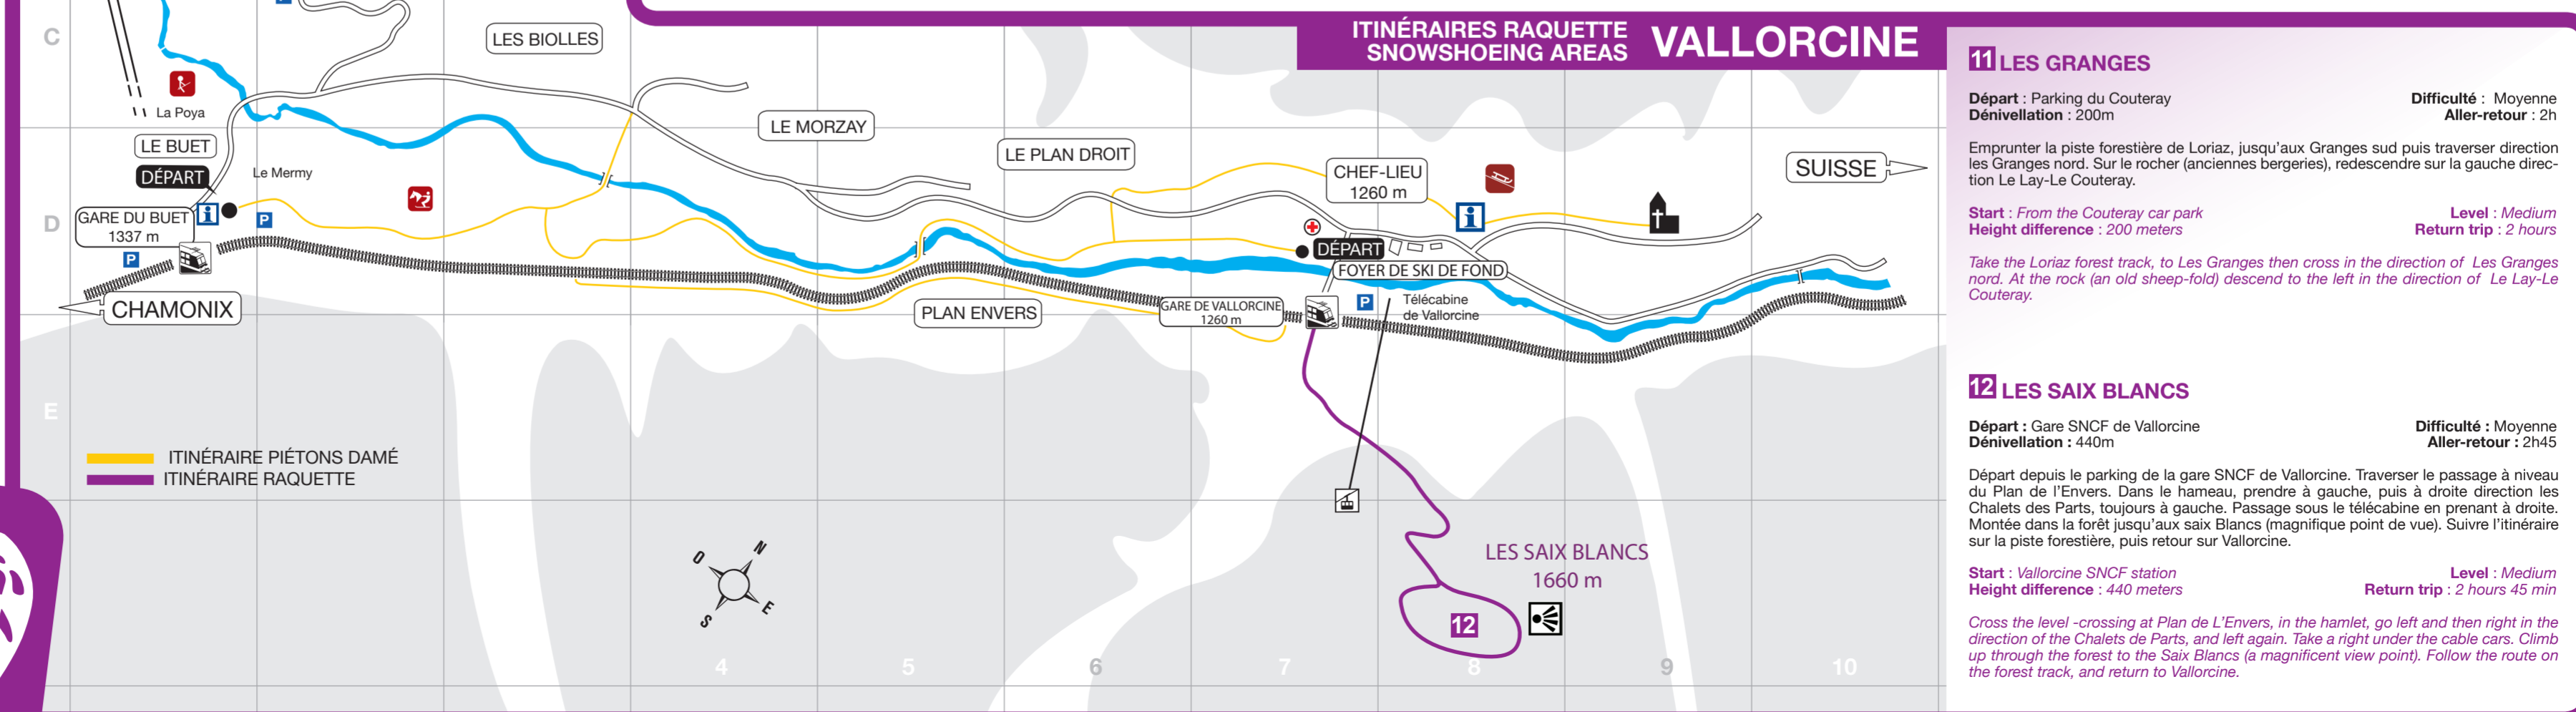 ITINÉRAIRES RAQUETTE
SNOWSHOEING AREAS
VALLORCINE
C
LES BIOLLES
La Poya
LE MORZAY
LE BUET
LE PLAN DROIT
DÉPART
Le Mermy
CHEF-LIEU
1260 m
SUISSE
GARE DU BUET
1337 m
i
P
i
D
DÉPART
P
FOYER DE SKI DE FOND
CHAMONIX
PLAN ENVERS
GARE DE VALLORCINE
1260 m
P
Télécabine
de Vallorcine
E
ITINÉRAIRE PIÉTONS DAMÉ
ITINÉRAIRE RAQUETTE
N
O
E
S
LES SAIX BLANCS
1660 m
12
4
5
6
7
8
9
10
11 LES GRANGES
Départ : Parking du Couteray
Difficulté : Moyenne
Dénivellation : 200m
Aller-retour : 2h
Emprunter la piste forestière de Loriaz, jusqu'aux Granges sud puis traverser direction
les Granges nord. Sur le rocher (anciennes bergeries), redescendre sur la gauche direc-
tion Le Lay-Le Couteray.
Start : From the Couteray car park
Level : Medium
Height difference : 200 meters
Return trip : 2 hours
Take the Loriaz forest track, to Les Granges then cross in the direction of Les Granges
nord. At the rock (an old sheep-fold) descend to the left in the direction of Le Lay-Le
Couteray.
12 LES SAIX BLANCS
Départ : Gare SNCF de Vallorcine
Difficulté : Moyenne
Dénivellation : 440m
Aller-retour : 2h45
Départ depuis le parking de la gare SNCF de Vallorcine. Traverser le passage à niveau
du Plan de l'Envers. Dans le hameau, prendre à gauche, puis à droite direction les
Chalets des Parts, toujours à gauche. Passage sous le télécabine en prenant à droite.
Montée dans la forêt jusqu'aux saix Blancs (magnifique point de vue). Suivre l'itinéraire
sur la piste forestière, puis retour sur Vallorcine.
Start : Vallorcine SNCF station
Level : Medium
Height difference : 440 meters
Return trip : 2 hours 45 min
Cross the level -crossing at Plan de L'Envers, in the hamlet, go left and then right in the
direction of the Chalets de Parts, and left again. Take a right under the cable cars. Climb
up through the forest to the Saix Blancs (a magnificent view point). Follow the route on
the forest track, and return to Vallorcine.